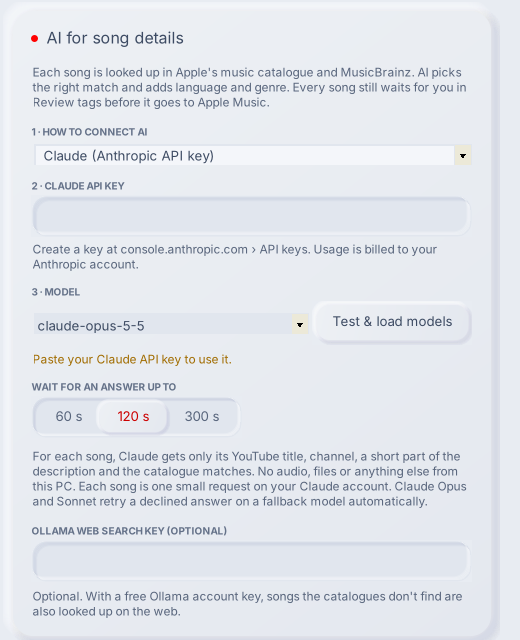 AI for song details
Each song is looked up in Apple's music catalogue and MusicBrainz. AI picks
the right match and adds language and genre. Every song still waits for you in
Review tags before it goes to Apple Music.
1 · HOW TO CONNECT AI
Claude (Anthropic API key)
2 · CLAUDE API KEY
Create a key at console.anthropic.com › API keys. Usage is billed to your
Anthropic account.
3 · MODEL
claude-opus-5-5
Test & load models
Paste your Claude API key to use it.
WAIT FOR AN ANSWER UP TO
60 s 120 s 300 s
For each song, Claude gets only its YouTube title, channel, a short part of the
description and the catalogue matches. No audio, files or anything else from
this PC. Each song is one small request on your Claude account. Claude Opus
and Sonnet retry a declined answer on a fallback model automatically.
OLLAMA WEB SEARCH KEY (OPTIONAL)
Optional. With a free Ollama account key, songs the catalogues don't find are
also looked up on the web.